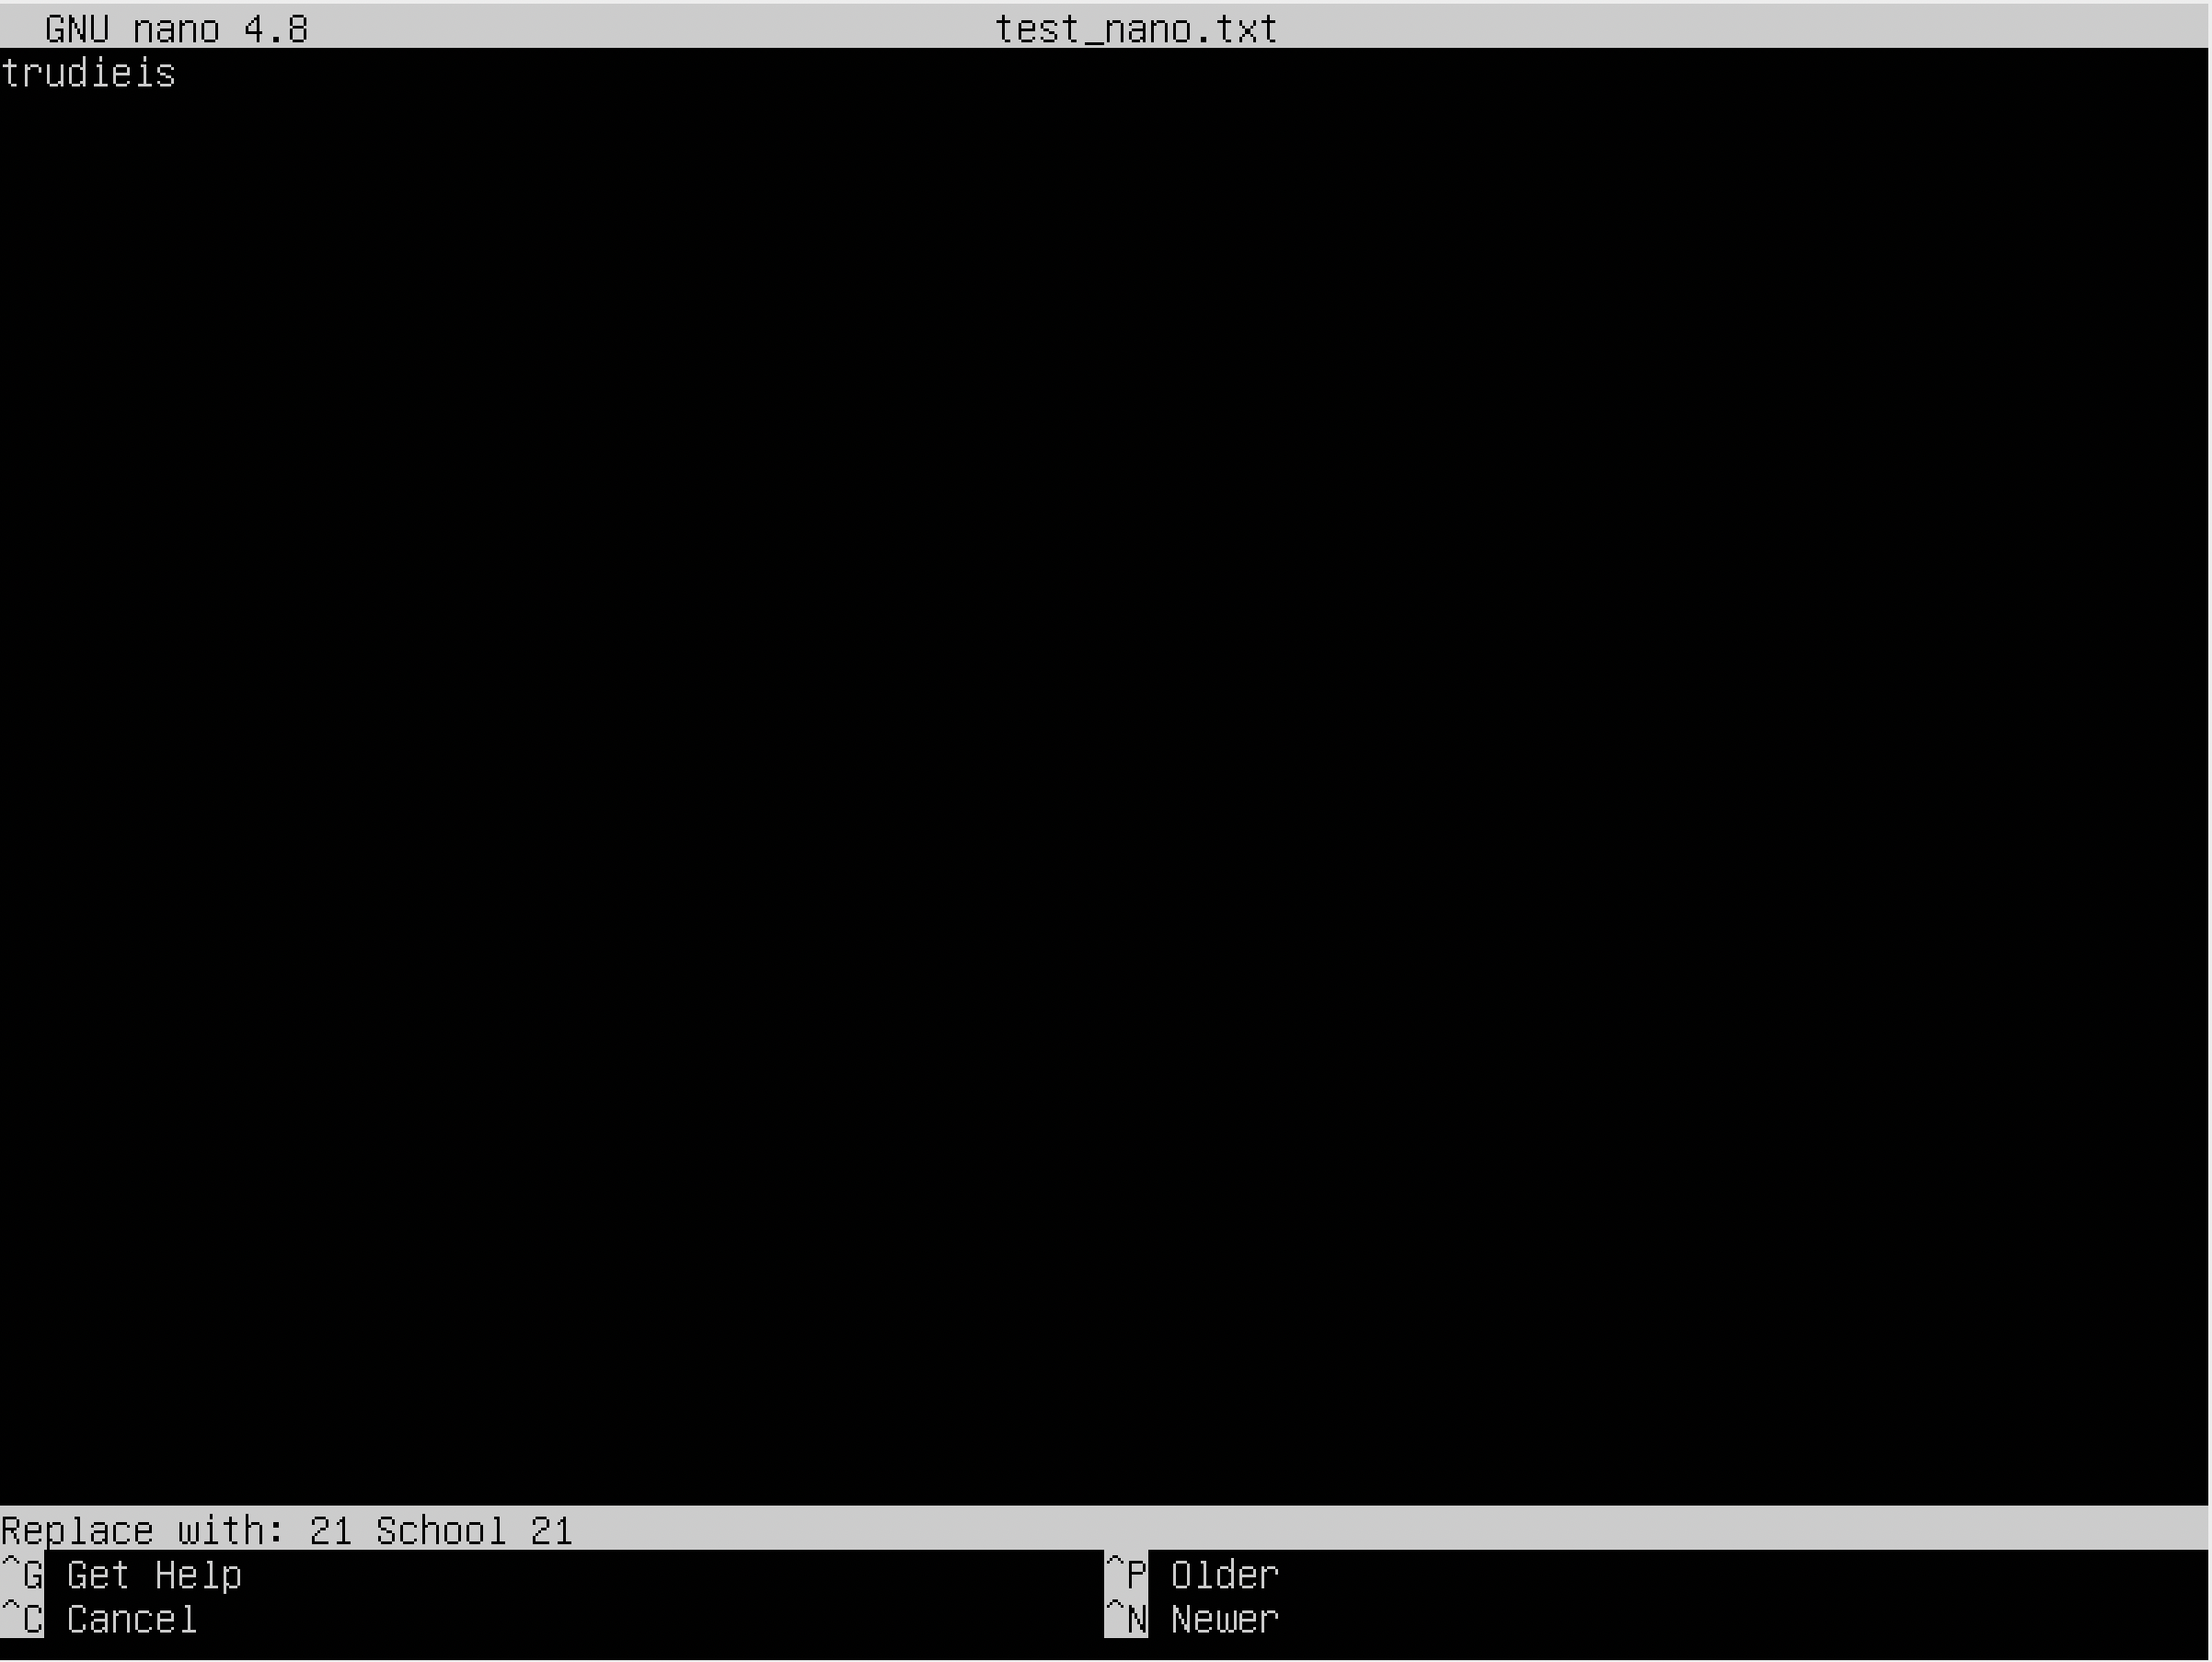 GNU nano 4.8 test_nano.txt
trudieis
Replace with: 21 School 21
^G Get Help ^P Older
^C Cancel ^N Newer